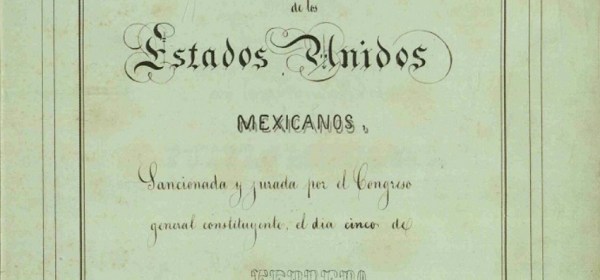 de los
Estados Unidos
MEXICANOS,
Sancionada y jurada por el Congreso
general constituyente, el dia cinco de